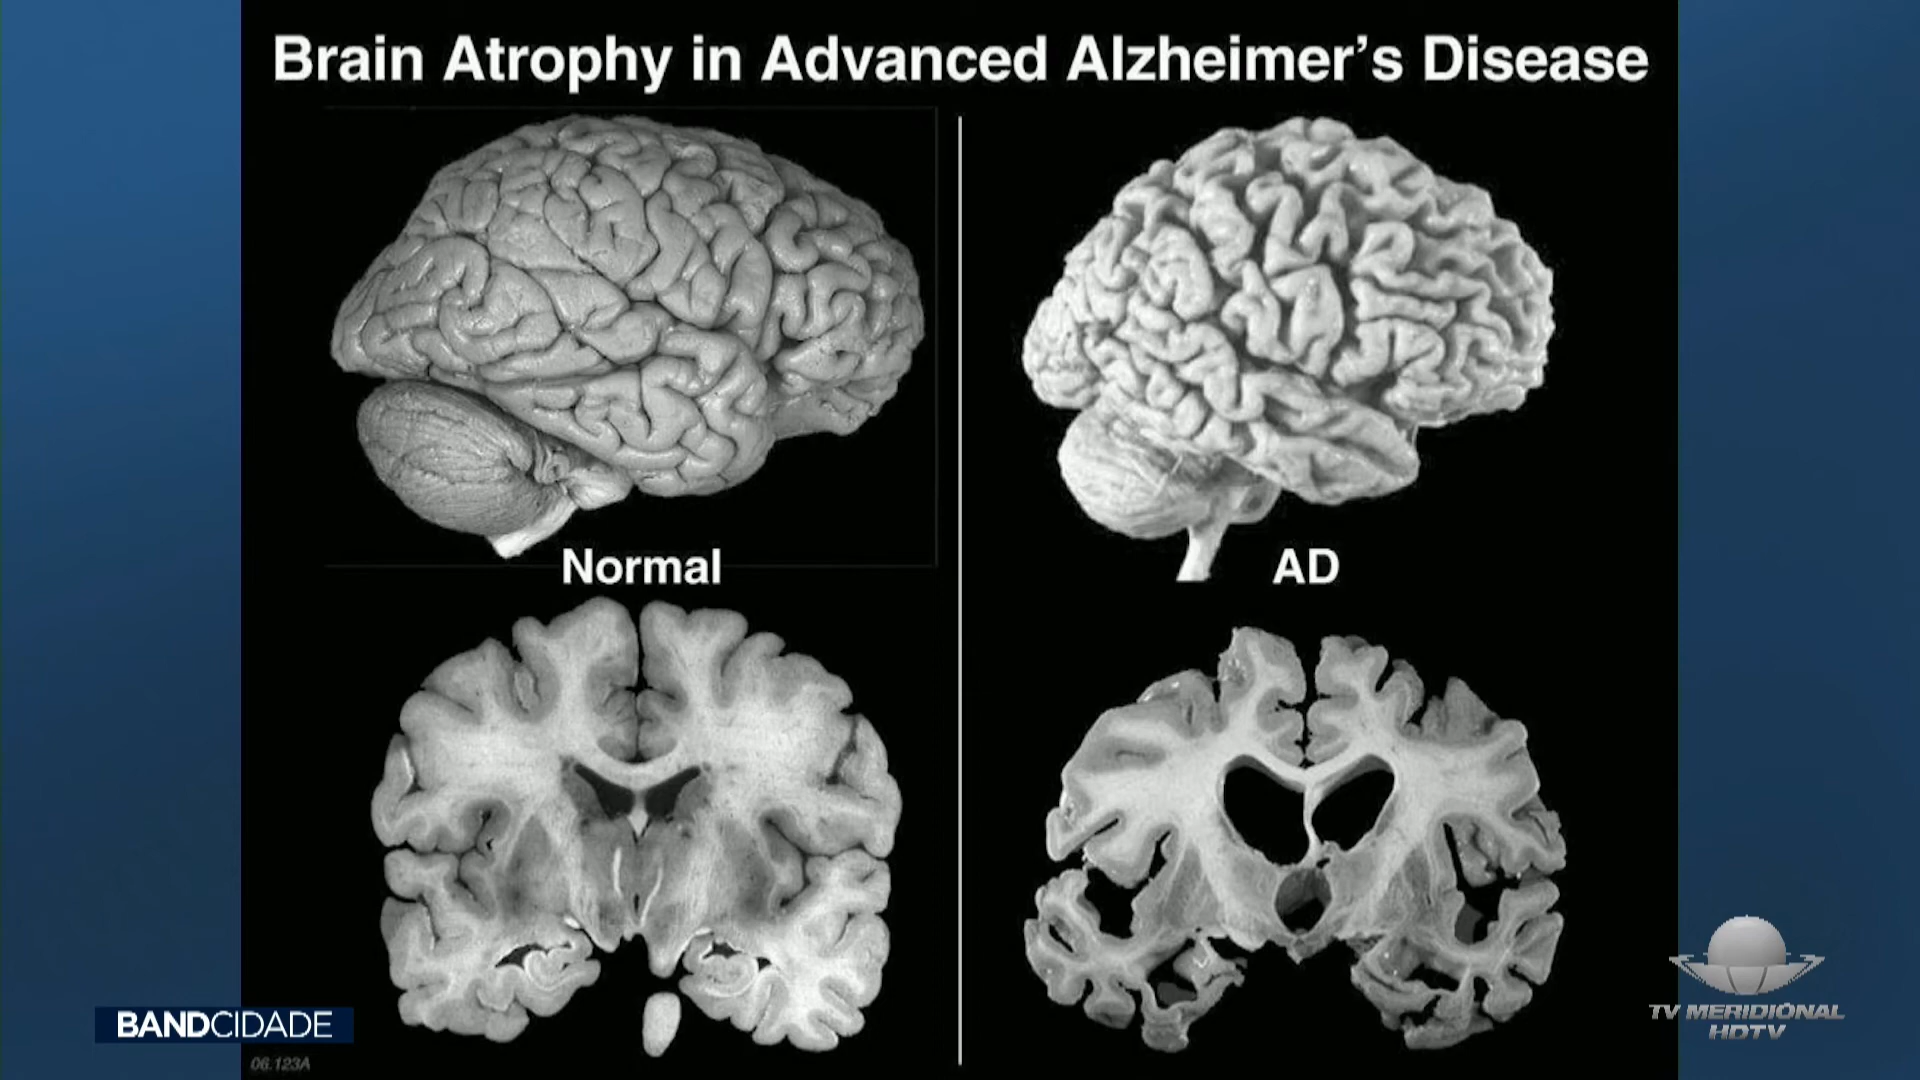 Brain Atrophy in Advanced Alzheimer's Disease
Normal
AD
BANDCIDADE
06.123A
TV MERIDIONAL
HDTV